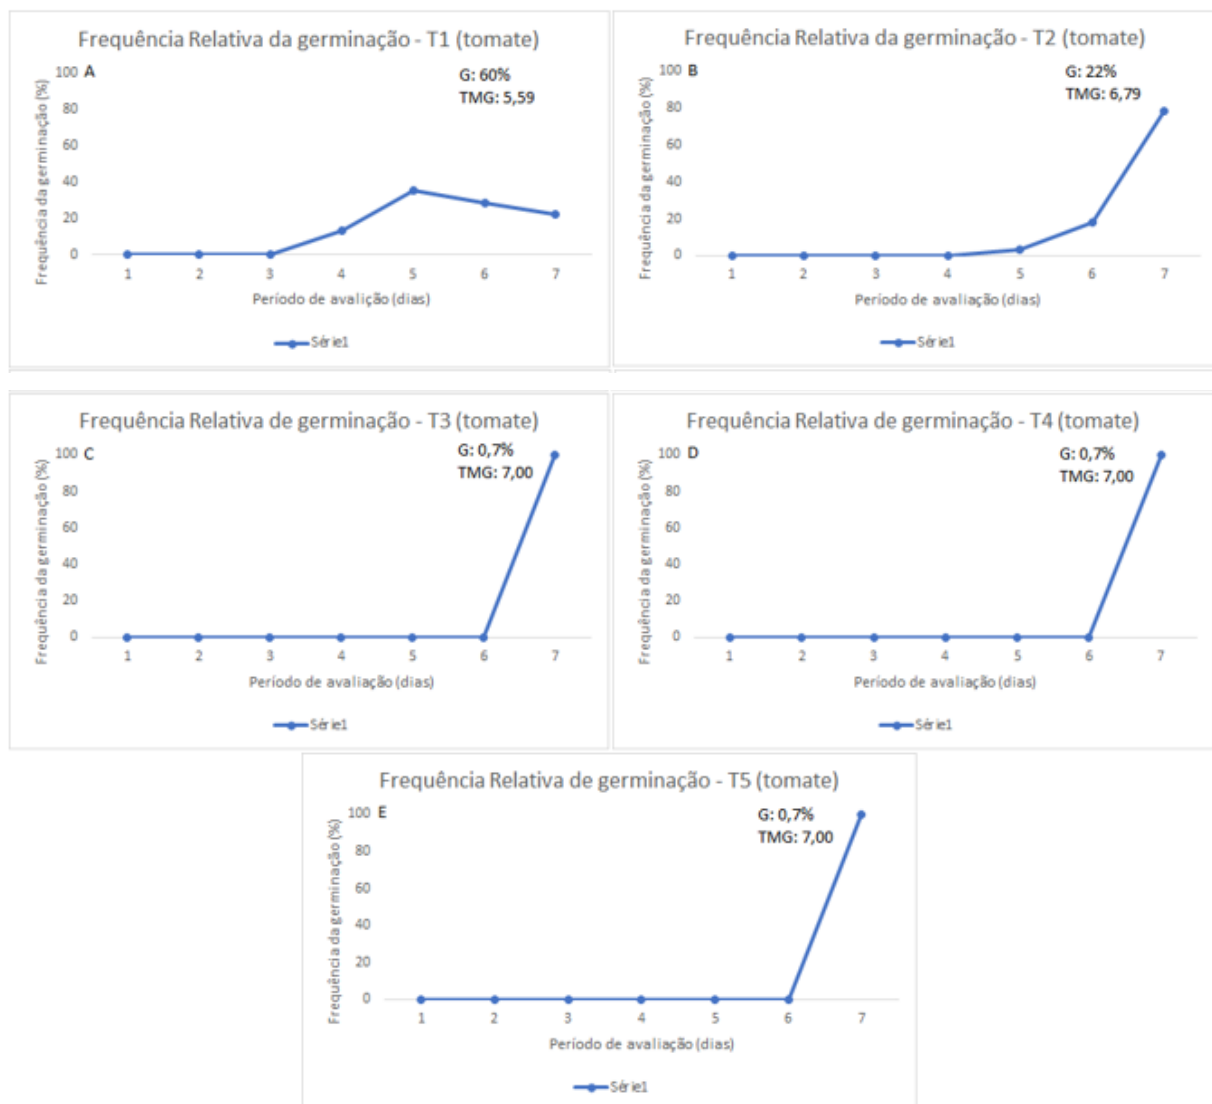 Frequência Relativa da germinação - T1 (tomate)
A
G: 60%
TMG: 5,59
Frequência da germinação (%)
100
80
60
40
20
0
1 2 3 4 5 6 7
Período de avalição (dias)
Série1
Frequência Relativa da germinação - T2 (tomate)
B
G: 22%
TMG: 6,79
Frequência da germinação (%)
100
80
60
40
20
0
1 2 3 4 5 6 7
Período de avaliação (dias)
Série1
Frequência Relativa de germinação - T3 (tomate)
C
G: 0,7%
TMG: 7,00
Frequência da germinação (%)
100
80
60
40
20
0
1 2 3 4 5 6 7
Período de avaliação (dias)
Série1
Frequência Relativa de germinação - T4 (tomate)
D
G: 0,7%
TMG: 7,00
Frequência da germinação (%)
100
80
60
40
20
0
1 2 3 4 5 6 7
Período de avaliação (dias)
Série1
Frequência Relativa de germinação - T5 (tomate)
E
G: 0,7%
TMG: 7,00
Frequência da germinação (%)
100
80
60
40
20
0
1 2 3 4 5 6 7
Período de avaliação (dias)
Série1